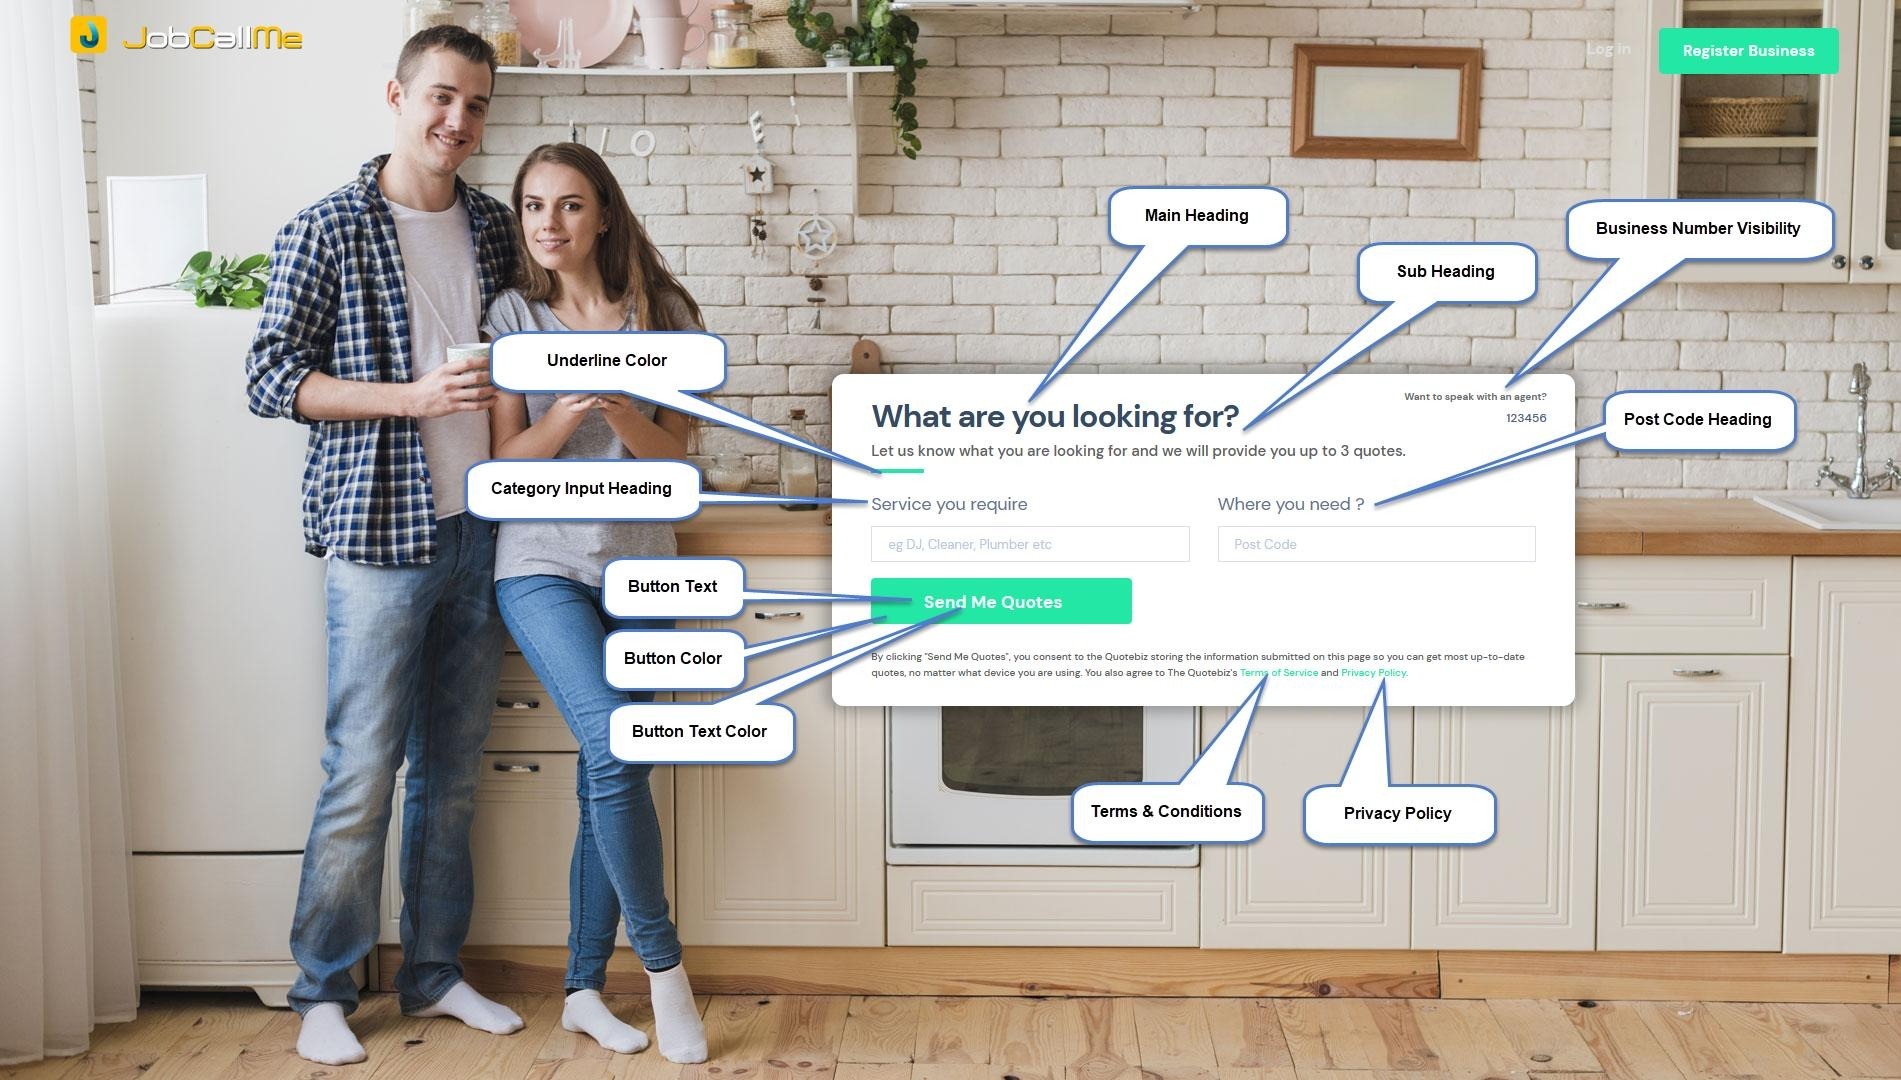 JobCallMe
Log in
Register Business
LO
Main Heading
Business Number Visibility
Sub Heading
Underline Color
Want to speak with an agent?
What are you looking for?
123456
Post Code Heading
Let us know what you are looking for and we will provide you up to 3 quotes.
Category Input Heading
Service you require
Where you need ?
eg DJ, Cleaner, Plumber etc
Post Code
Button Text
Send Me Quotes
Button Color
By clicking "Send Me Quotes", you consent to the Quotebiz storing the information submitted on this page so you can get most up-to-date
quotes, no matter what device you are using. You also agree to The Quotebiz's Terms of Service and Privacy Policy.
Button Text Color
Terms & Conditions
Privacy Policy